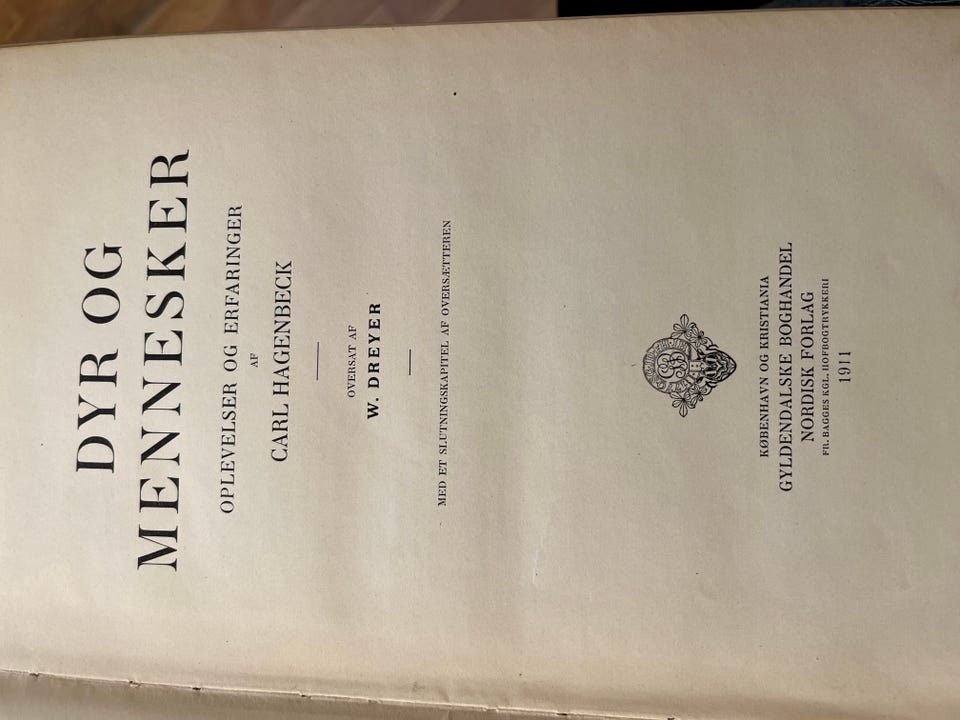 DYR OG
MENNESKER
OPLEVELSER OG ERFARINGER
AF
CARL HAGENBECK
OVERSAT AF
W. DREYER
MED ET SLUTNINGSKAPITEL AF OVERSÆTTEREN
KØBENHAVN OG KRISTIANIA
GYLDENDALSKE BOGHANDEL
NORDISK FORLAG
FR. BAGGES KGL. HOFBOGTRYKKERI
1911